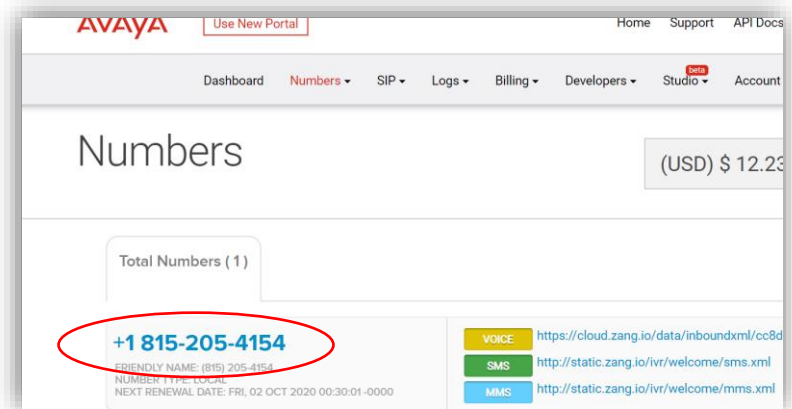 AVAYA Use New Portal Home Support API Docs
beta
Dashboard Numbers SIP Logs Billing Developers Studio Account
Numbers
(USD) $ 12.23
Total Numbers ( 1 )
+1 815-205-4154
VOICE https://cloud.zang.io/data/inboundxml/cc8d
FRIENDLY NAME: (815) 205-4154
SMS http://static.zang.io/ivr/welcome/sms.xml
NUMBER TYPE: LOCAL
NEXT RENEWAL DATE: FRI, 02 OCT 2020 00:30:01 -0000
MMS http://static.zang.io/ivr/welcome/mms.xml